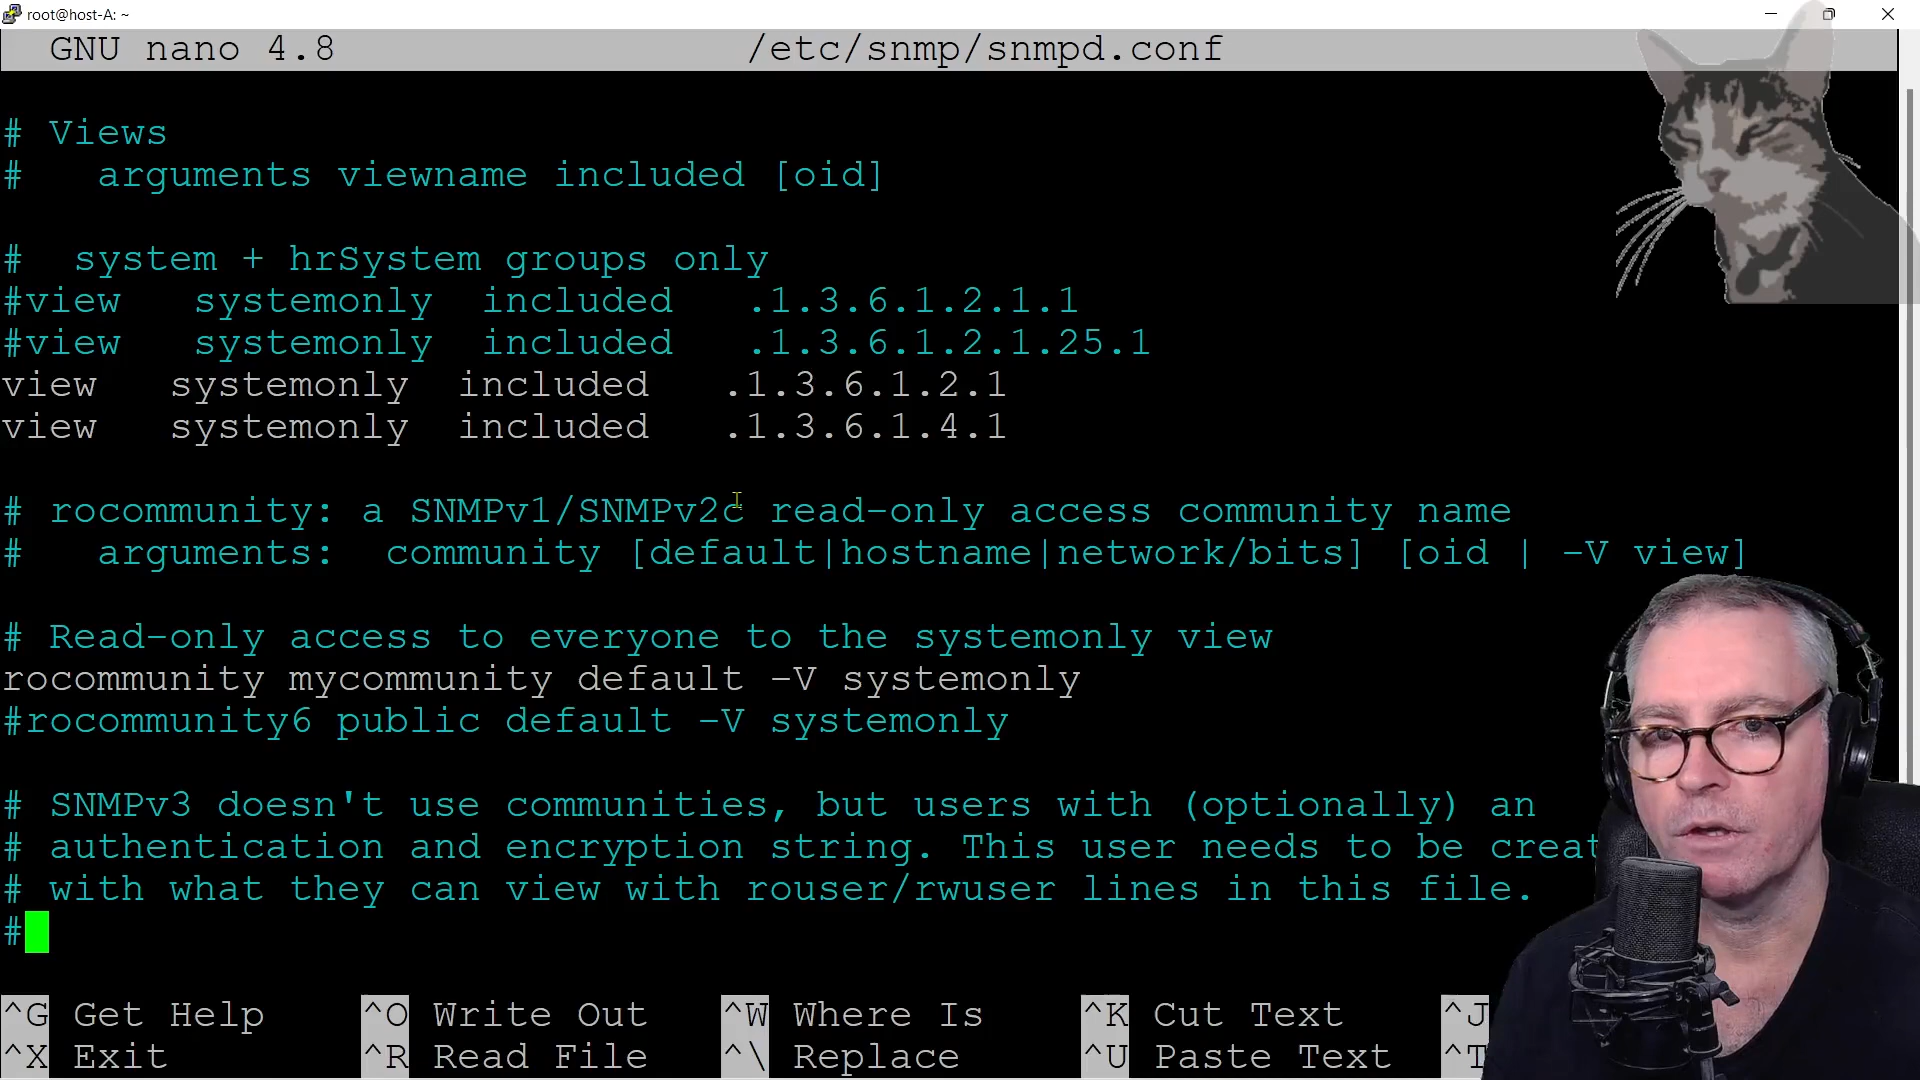 root@host-A: ~
GNU nano 4.8 /etc/snmp/snmpd.conf
# Views
# arguments viewname included [oid]
# system + hrSystem groups only
#view systemonly included .1.3.6.1.2.1.1
#view systemonly included .1.3.6.1.2.1.25.1
view systemonly included .1.3.6.1.2.1
view systemonly included .1.3.6.1.4.1
# rocommunity: a SNMPv1/SNMPv2c read-only access community name
# arguments: community [default|hostname|network/bits] [oid | -V view]
# Read-only access to everyone to the systemonly view
rocommunity mycommunity default -V systemonly
#rocommunity6 public default -V systemonly
# SNMPv3 doesn't use communities, but users with (optionally) an
# authentication and encryption string. This user needs to be creat
# with what they can view with rouser/rwuser lines in this file.
#
^G Get Help ^O Write Out ^W Where Is ^K Cut Text ^J
^X Exit ^R Read File ^\ Replace ^U Paste Text ^T